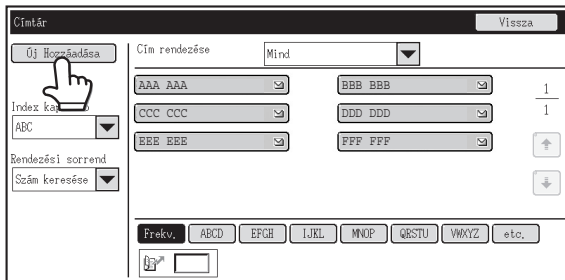 Címtár
Vissza
Új Hozzáadása
Cím rendezése
Mind
AAA AAA
BBB BBB
CCC CCC
DDD DDD
EEE EEE
FFF FFF
1
1
Index
ABC
Rendezési sorrend
Szám keresése
Frekv.
ABCD
EFGH
IJKL
MNOP
QRSTU
VWXYZ
etc.